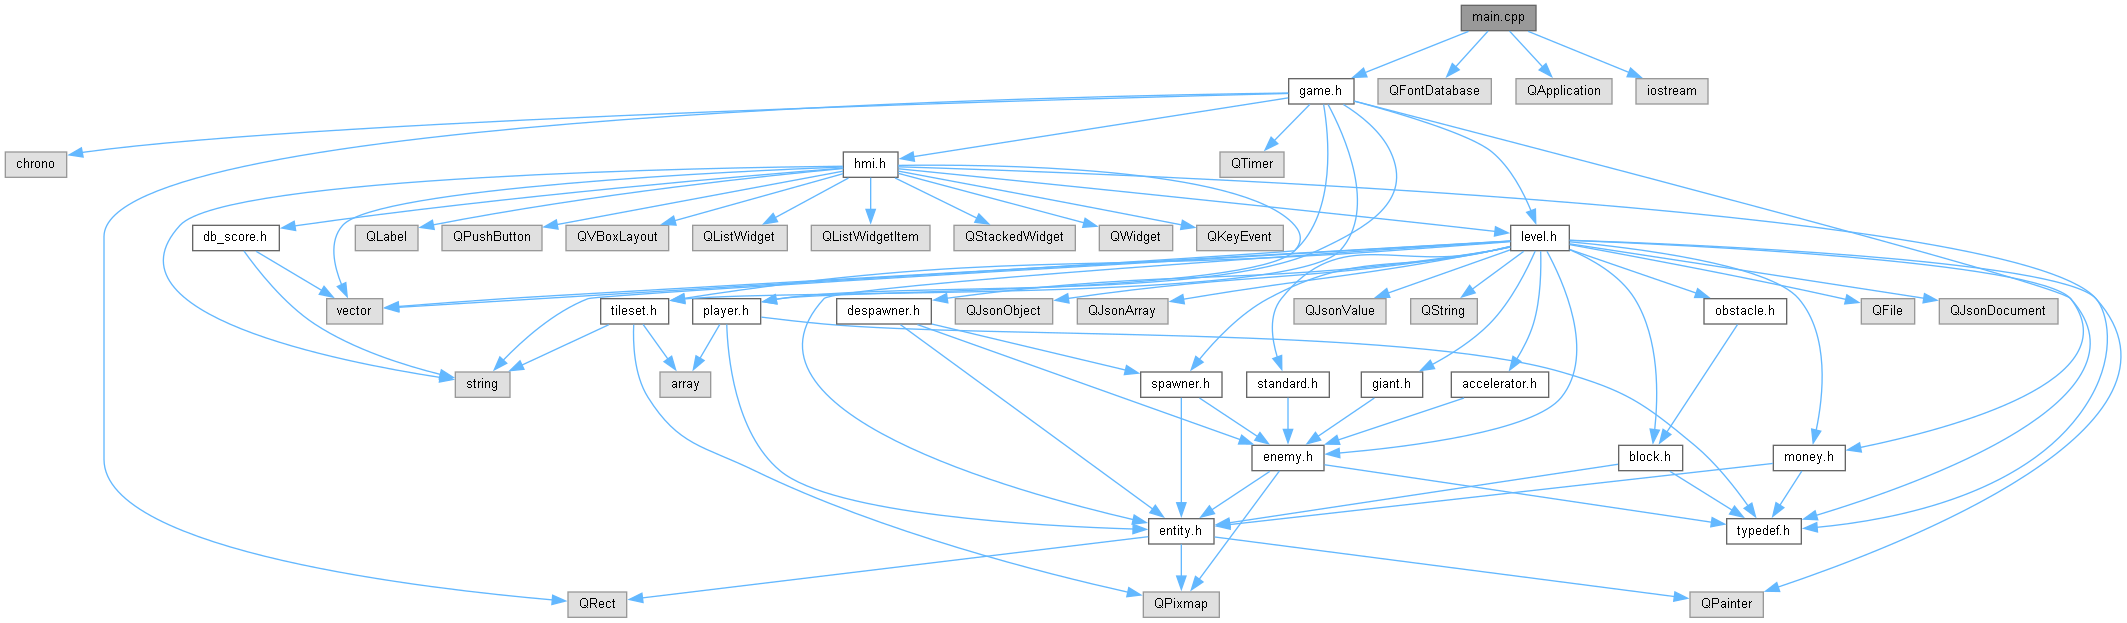 main.cpp
game.h
QFontDatabase
QApplication
iostream
chrono
hmi.h
QTimer
db_score.h
QLabel
QPushButton
QVBoxLayout
QListWidget
QListWidgetItem
QStackedWidget
QWidget
QKeyEvent
level.h
vector
tileset.h
player.h
despawner.h
QJsonObject
QJsonArray
QJsonValue
QString
obstacle.h
QFile
QJsonDocument
string
array
spawner.h
standard.h
giant.h
accelerator.h
enemy.h
block.h
money.h
entity.h
typedef.h
QRect
QPixmap
QPainter